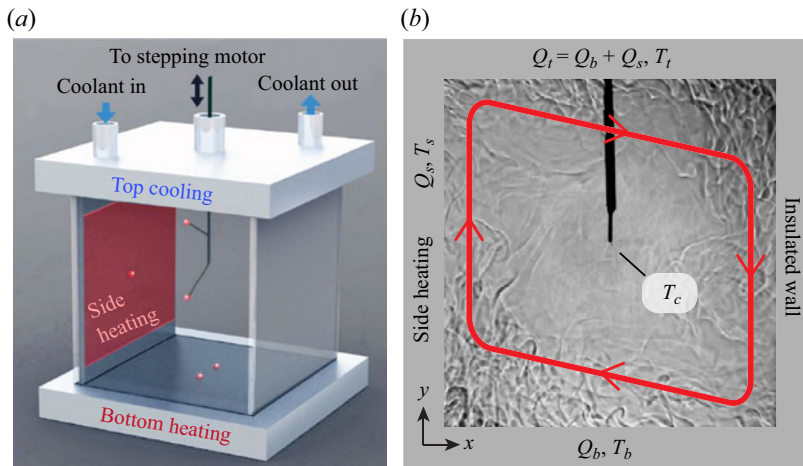 (a)
To stepping motor
Coolant in
Coolant out
Top cooling
Side
heating
Bottom heating
(b)
Q_t = Q_b + Q_s, T_t
Q_s, T_s
Side heating
T_c
Insulated wall
y
x
Q_b, T_b